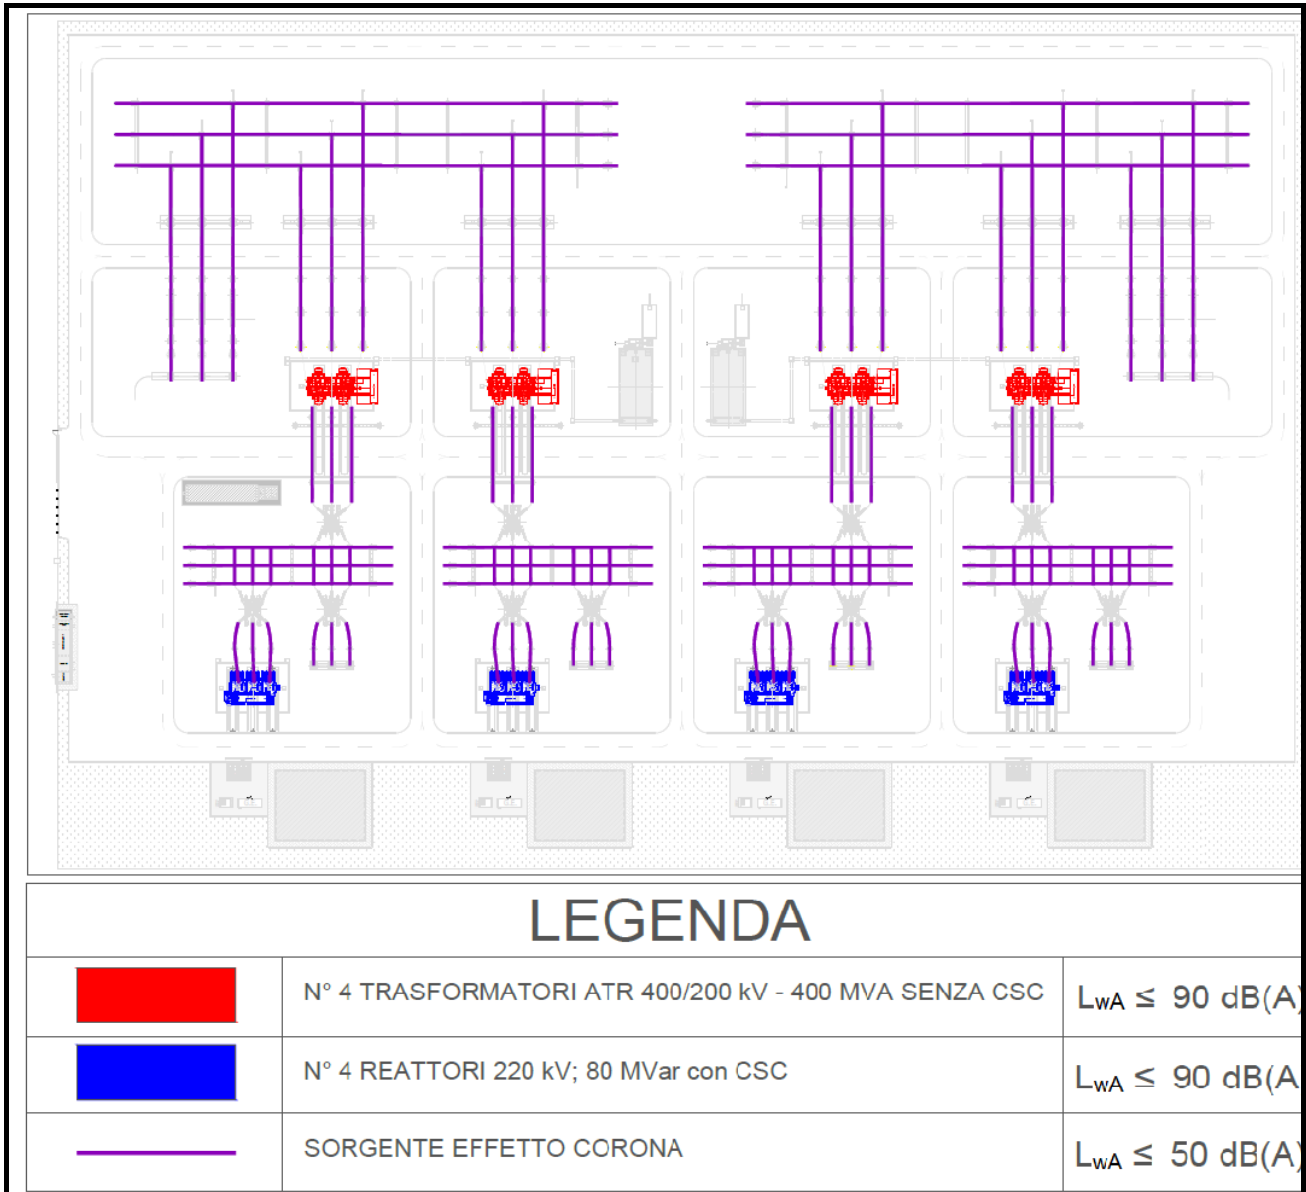 LEGENDA
N° 4 TRASFORMATORI ATR 400/200 kV - 400 MVA SENZA CSC
LwA ≤ 90 dB(A)
N° 4 REATTORI 220 kV; 80 MVar con CSC
LwA ≤ 90 dB(A
SORGENTE EFFETTO CORONA
LwA ≤ 50 dB(A)